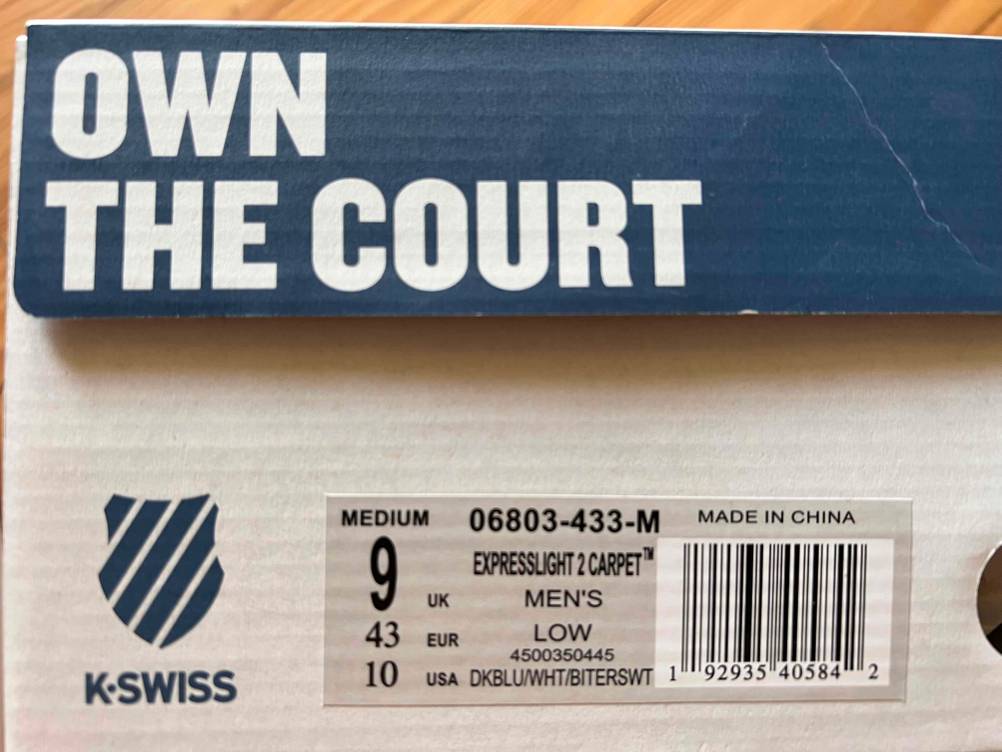 OWN
THE COURT
K·SWISS
MEDIUM
9 UK
43 EUR
10 USA
06803-433-M
EXPRESSLIGHT 2 CARPET™
MEN'S
LOW
4500350445
DKBLU/WHT/BITERSWT
MADE IN CHINA
1 92935 40584 2